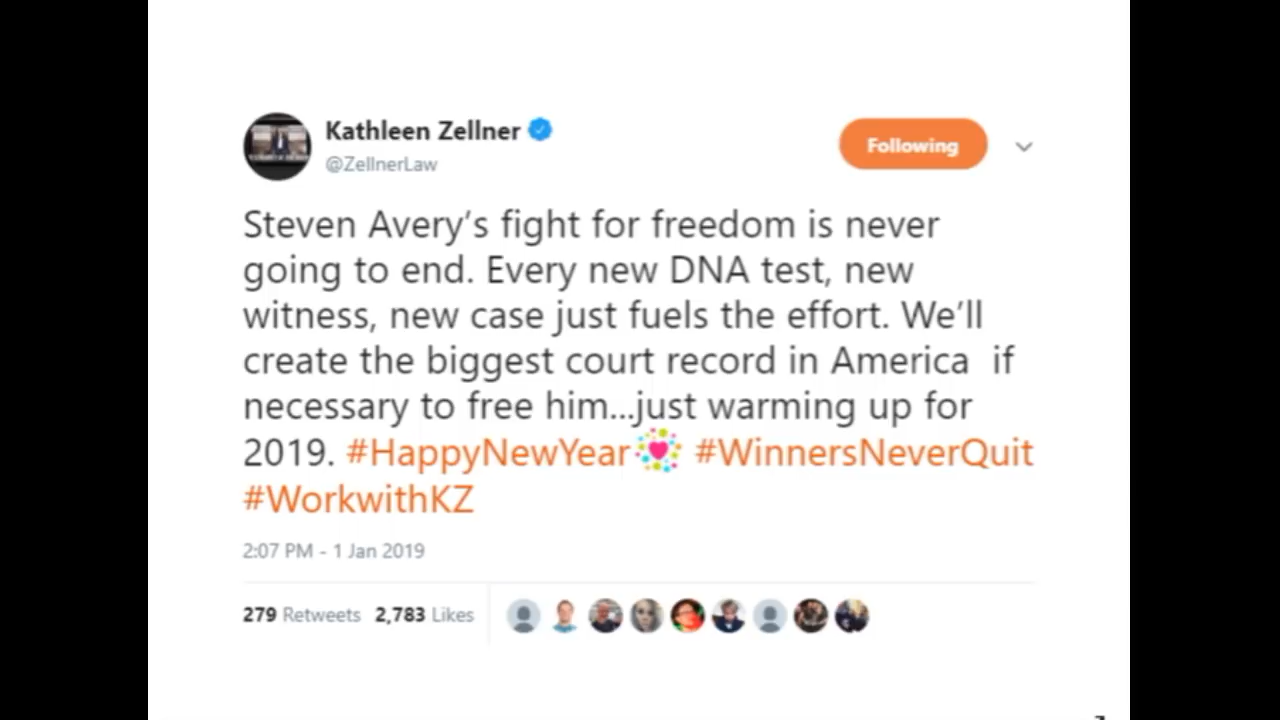 Kathleen Zellner
@ZellnerLaw
Following
Steven Avery's fight for freedom is never
going to end. Every new DNA test, new
witness, new case just fuels the effort. We'll
create the biggest court record in America  if
necessary to free him...just warming up for
2019. #HappyNewYear #WinnersNeverQuit
#WorkwithKZ
2:07 PM - 1 Jan 2019
279 Retweets 2,783 Likes